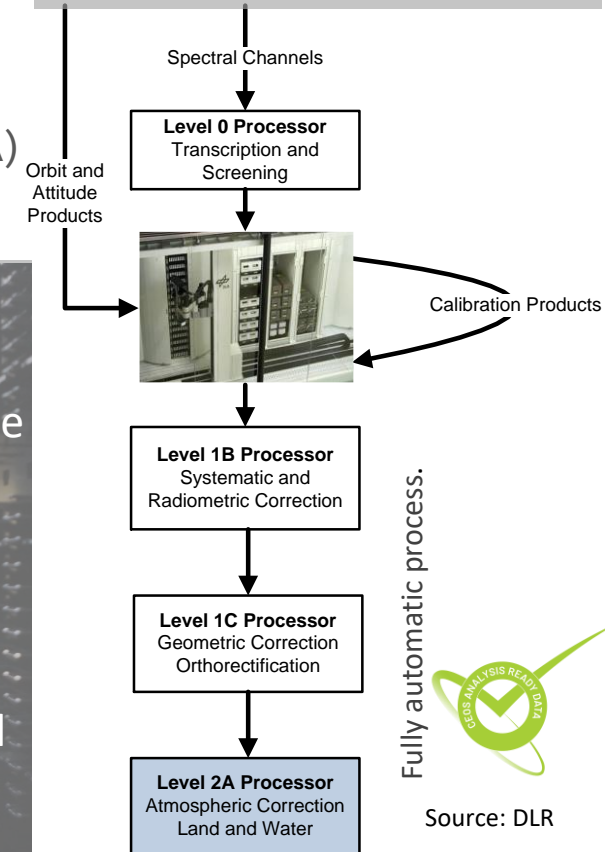 Spectral Channels
A)
Level 0 Processor
Transcription and
Screening
Orbit and
Attitude
Products
Calibration Products
e
Level 1B Processor
Systematic and
Radiometric Correction
Fully automatic process.
Level 1C Processor
Geometric Correction
Orthorectification
CEOS ANALYSIS READY DATA
Level 2A Processor
Atmospheric Correction
Land and Water
Source: DLR